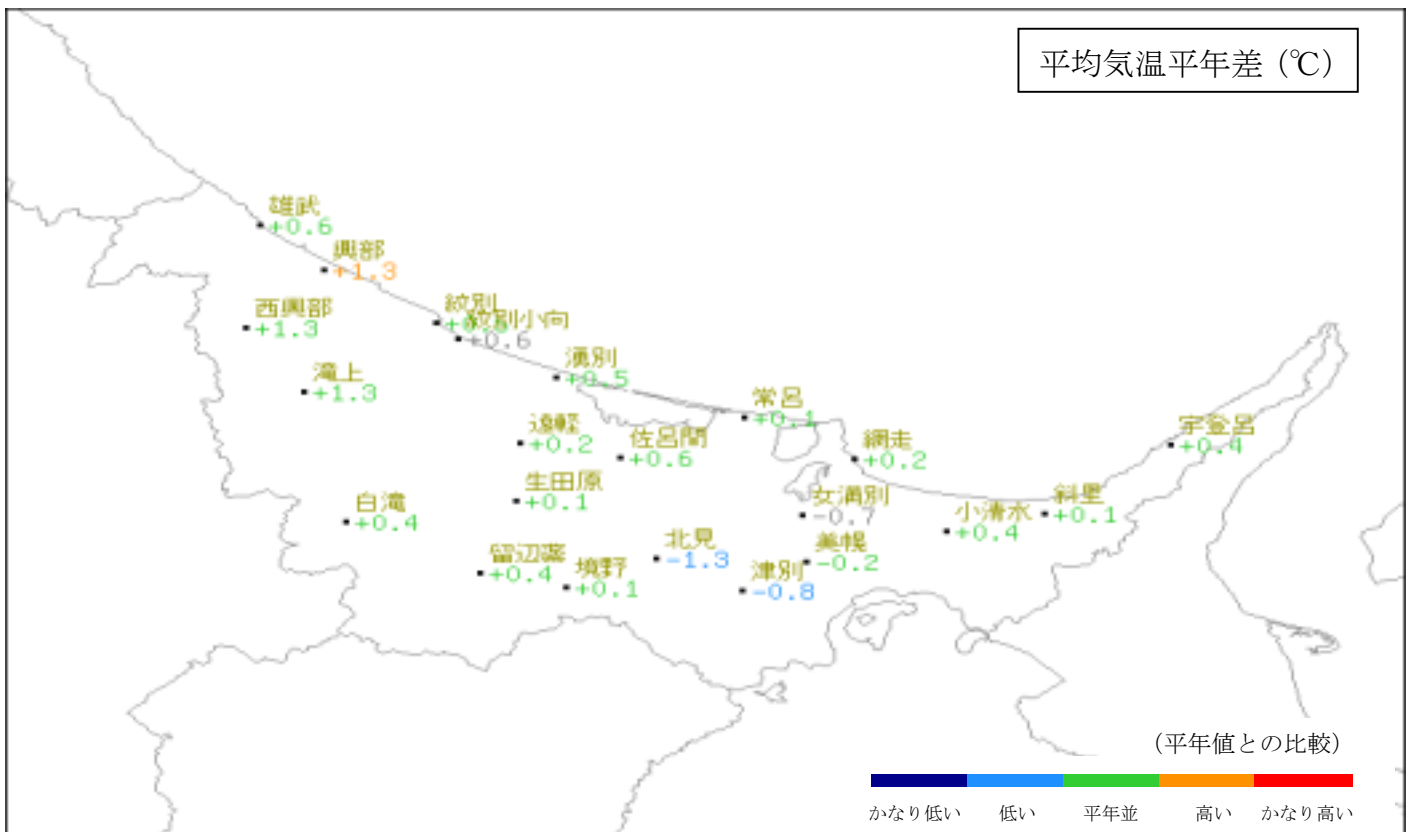 平均気温平年差（℃）
雄武
+0.6
興部
+1.3
西興部
+1.3
紋別
紋別小向
+0.6
湧別
+0.5
滝上
+1.3
常呂
+0.1
遠軽
+0.2
佐呂間
+0.6
網走
+0.2
宇登呂
+0.4
生田原
+0.1
女満別
-0.7
斜里
+0.1
白滝
+0.4
小清水
+0.4
北見
-1.3
美幌
-0.2
留辺蘂
+0.4
境野
+0.1
津別
-0.8
（平年値との比較）
かなり低い 低い 平年並 高い かなり高い